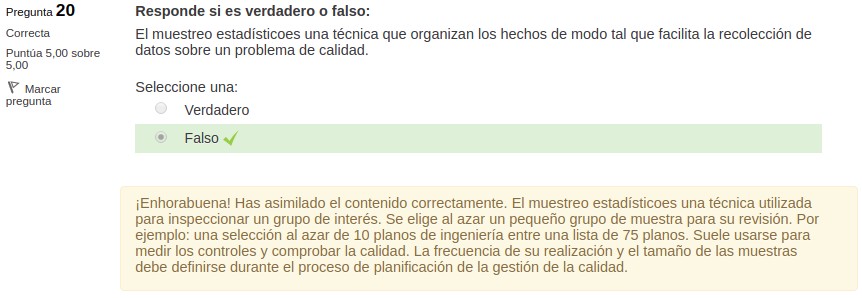 Pregunta 20
Correcta
Puntúa 5,00 sobre
5,00
Marcar
pregunta
Responde si es verdadero o falso:
El muestreo estadísticoes una técnica que organizan los hechos de modo tal que facilita la recolección de
datos sobre un problema de calidad.
Seleccione una:
Verdadero
Falso
¡Enhorabuena! Has asimilado el contenido correctamente. El muestreo estadísticoes una técnica utilizada
para inspeccionar un grupo de interés. Se elige al azar un pequeño grupo de muestra para su revisión. Por
ejemplo: una selección al azar de 10 planos de ingeniería entre una lista de 75 planos. Suele usarse para
medir los controles y comprobar la calidad. La frecuencia de su realización y el tamaño de las muestras
debe definirse durante el proceso de planificación de la gestión de la calidad.